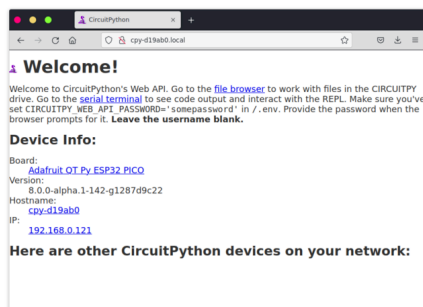 CircuitPython
cpy-d19ab0.local
Welcome!
Welcome to CircuitPython's Web API. Go to the file browser to work with files in the CIRCUITPY
drive. Go to the serial terminal to see code output and interact with the REPL. Make sure you've
set CIRCUITPY_WEB_API_PASSWORD='somepassword' in /.env. Provide the password when the
browser prompts for it. Leave the username blank.
Device Info:
Board:
Adafruit QT Py ESP32 PICO
Version:
8.0.0-alpha.1-142-g1287d9c22
Hostname:
cpy-d19ab0
IP:
192.168.0.121
Here are other CircuitPython devices on your network: